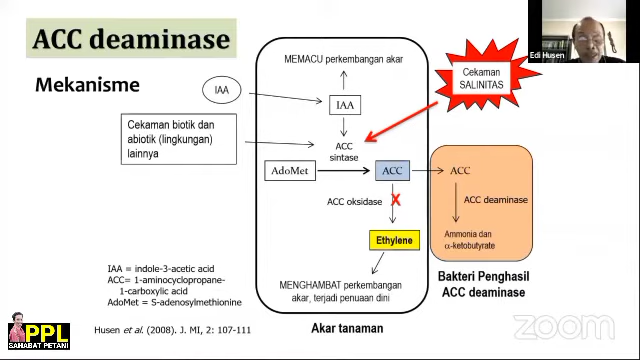 ACC deaminase
Mekanisme
IAA
Cekaman biotik dan
abiotik (lingkungan)
lainnya
MEMACU perkembangan akar
IAA
ACC
sintase
AdoMet
ACC
ACC oksidase
X
Ethylene
MENGHAMBAT perkembangan
akar, terjadi penuaan dini
Akar tanaman
Cekaman
SALINITAS
ACC
ACC deaminase
Ammonia dan
α-ketobutyrate
Bakteri Penghasil
ACC deaminase
IAA = indole-3-acetic acid
ACC= 1-aminocyclopropane-
1-carboxylic acid
AdoMet = S-adenosylmethionine
Husen et al. (2008). J. MI, 2: 107-111
PPL
SAHABAT PETANI
Edi Husen
zoom